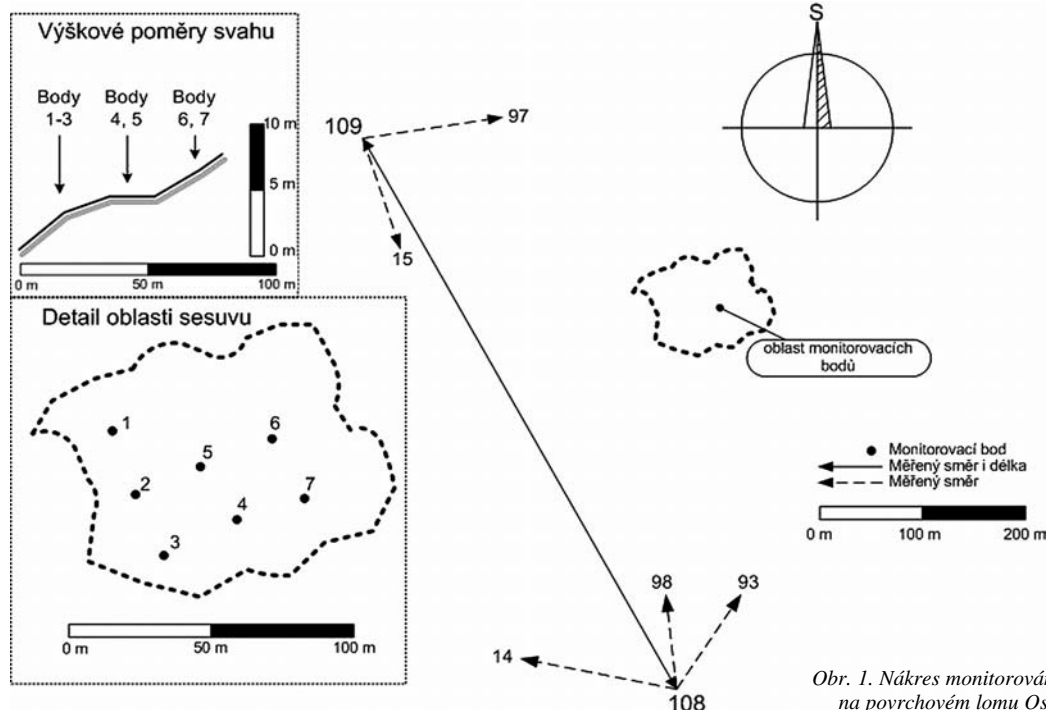 Výškové poměry svahu
Body
1-3
Body
4, 5
Body
6, 7
10 m
5 m
0 m
0 m
50 m
100 m
Detail oblasti sesuvu
1
2
3
4
5
6
7
0 m
50 m
100 m
109
97
15
S
oblast monitorovacích
bodů
Monitorovací bod
Měřený směr i délka
Měřený směr
0 m
100 m
200 m
98
93
14
108
Obr. 1. Nákres monitorován
na povrchovém lomu Os